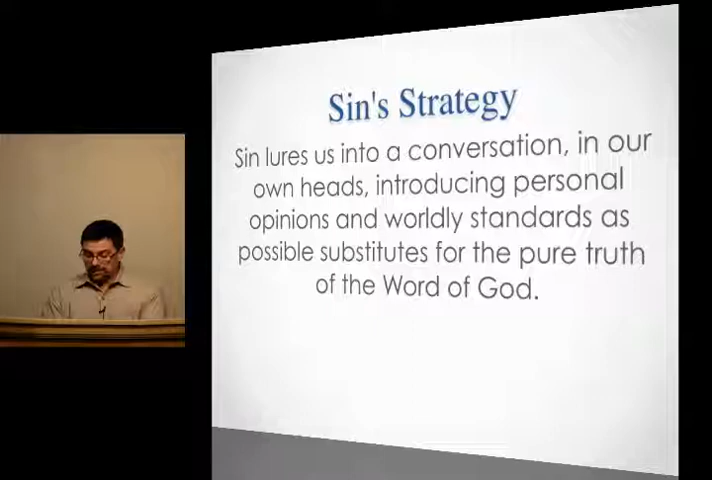 Sin's Strategy
Sin lures us into a conversation, in our
own heads, introducing personal
opinions and worldly standards as
possible substitutes for the pure truth
of the Word of God.